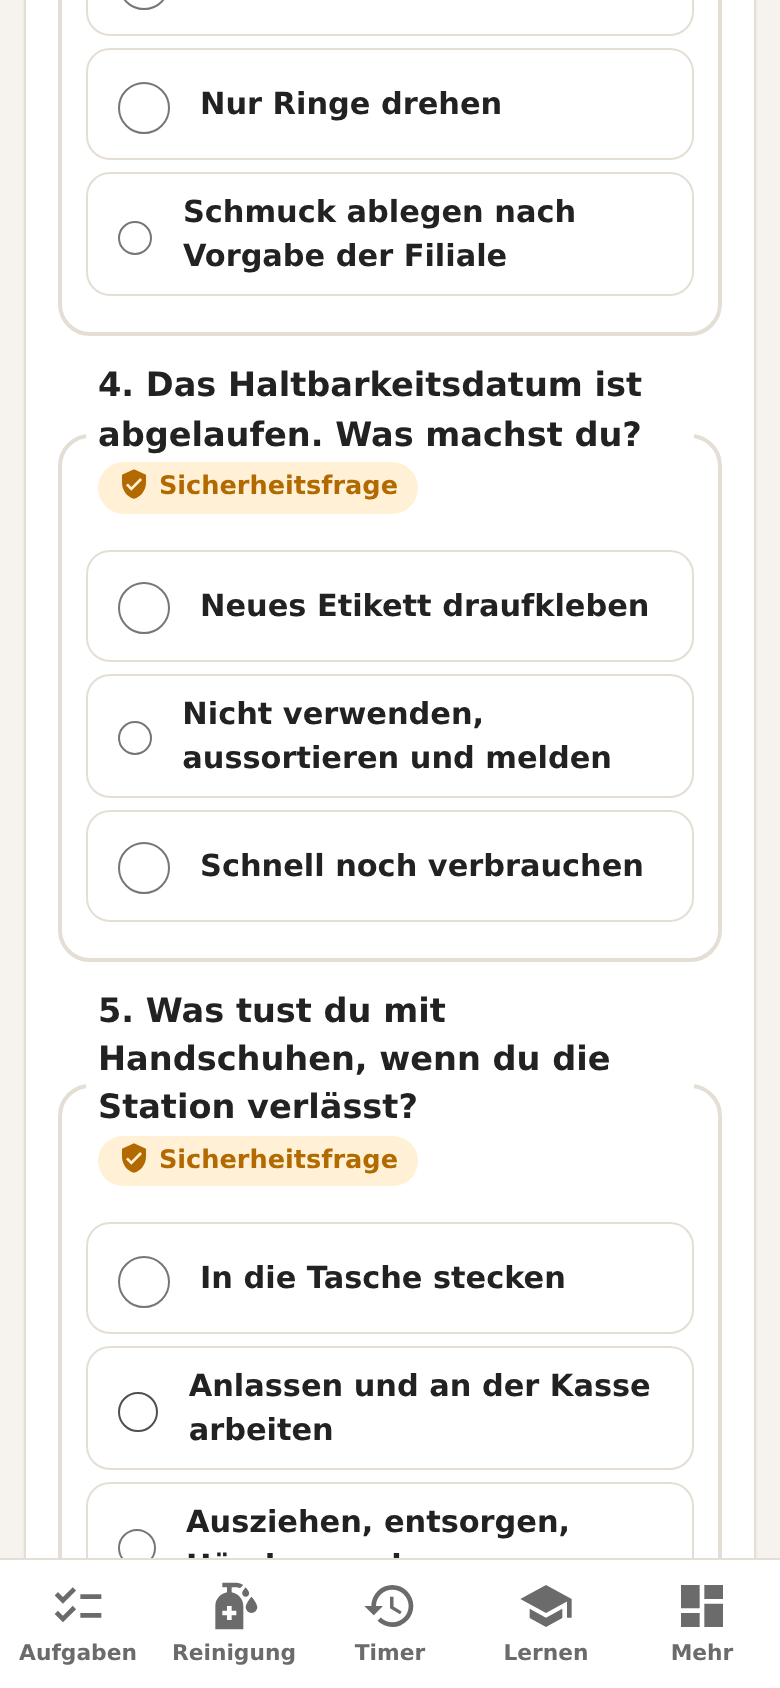 Nur Ringe drehen
Schmuck ablegen nach
Vorgabe der Filiale
4. Das Haltbarkeitsdatum ist
abgelaufen. Was machst du?
Sicherheitsfrage
Neues Etikett draufkleben
Nicht verwenden,
aussortieren und melden
Schnell noch verbrauchen
5. Was tust du mit
Handschuhen, wenn du die
Station verlässt?
Sicherheitsfrage
In die Tasche stecken
Anlassen und an der Kasse
arbeiten
Ausziehen, entsorgen,
Aufgaben
Reinigung
Timer
Lernen
Mehr